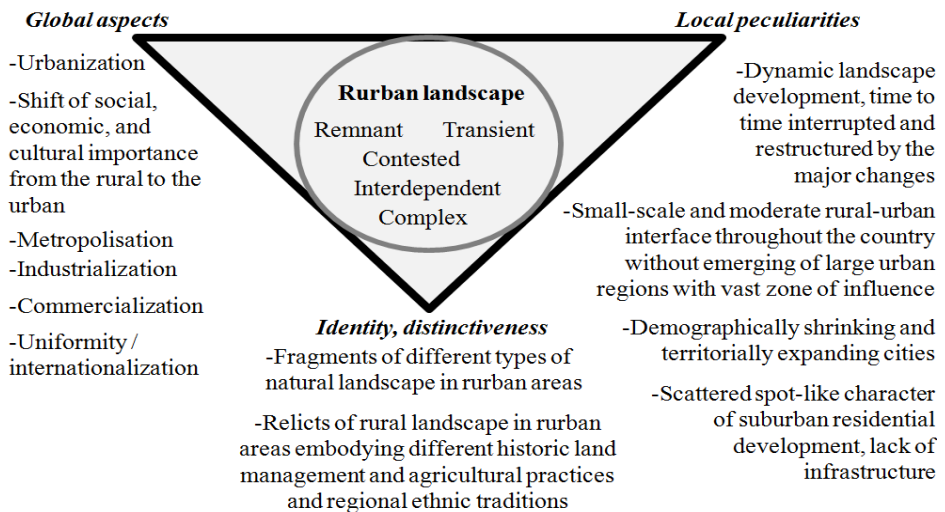 Global aspects
-Urbanization
-Shift of social,
economic, and
cultural importance
from the rural to the
urban
-Metropolisation
-Industrialization
-Commercialization
-Uniformity /
internationalization
Rurban landscape
Remnant Transient
Contested
Interdependent
Complex
Identity, distinctiveness
-Fragments of different types of
natural landscape in rurban areas
-Relicts of rural landscape in rurban
areas embodying different historic land
management and agricultural practices
and regional ethnic traditions
Local peculiarities
-Dynamic landscape
development, time to
time interrupted and
restructured by the
major changes
-Small-scale and moderate rural-urban
interface throughout the country
without emerging of large urban
regions with vast zone of influence
-Demographically shrinking and
territorially expanding cities
-Scattered spot-like character
of suburban residential
development, lack of
infrastructure